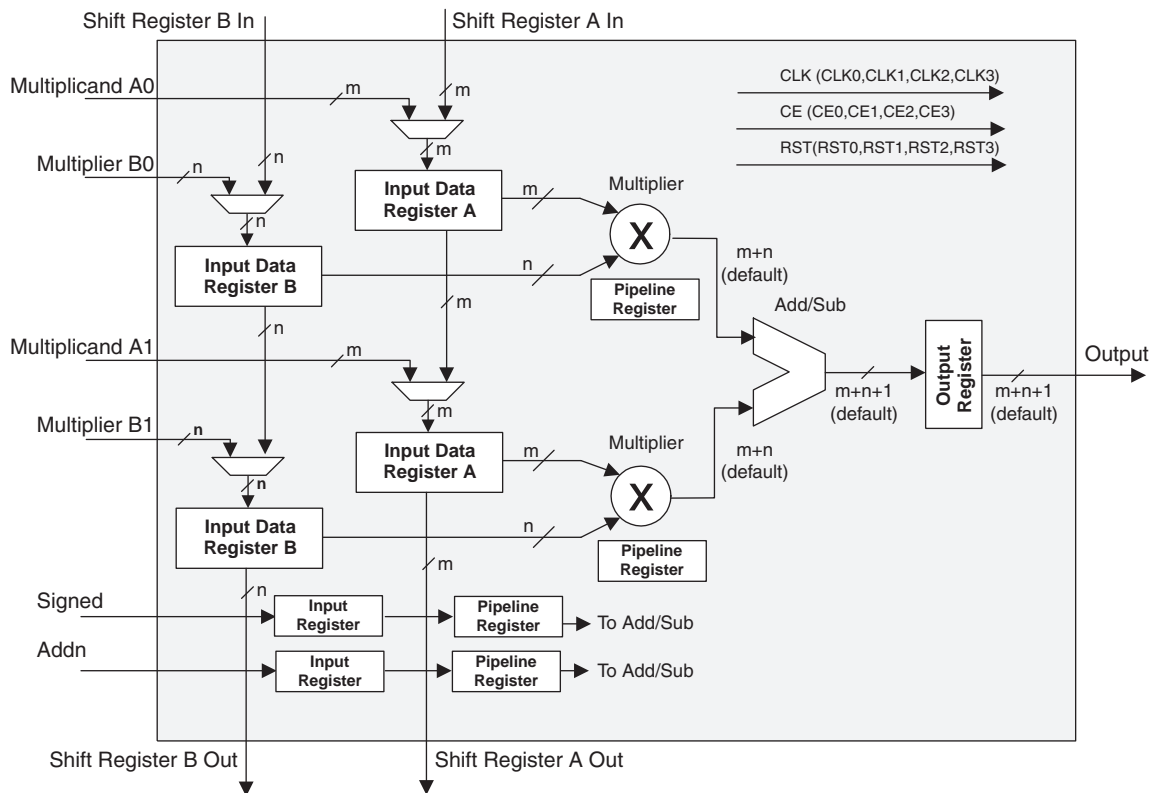 Shift Register B In
Shift Register A In
Multiplicand A0
m
m
CLK (CLK0,CLK1,CLK2,CLK3)
CE (CE0,CE1,CE2,CE3)
RST(RST0,RST1,RST2,RST3)
m
Multiplier B0
n
n
Input Data
Register A
m
Multiplier
X
n
Input Data
Register B
n
m+n
(default)
Pipeline
Register
m
n
Add/Sub
Multiplicand A1
m
Output
Register
Output
m+n+1
(default)
m+n+1
(default)
m
Multiplier B1
n
Input Data
Register A
m
Multiplier
X
m+n
(default)
n
Input Data
Register B
n
Pipeline
Register
m
n
Signed
Input
Register
Pipeline
Register
To Add/Sub
Addn
Input
Register
Pipeline
Register
To Add/Sub
Shift Register B Out
Shift Register A Out